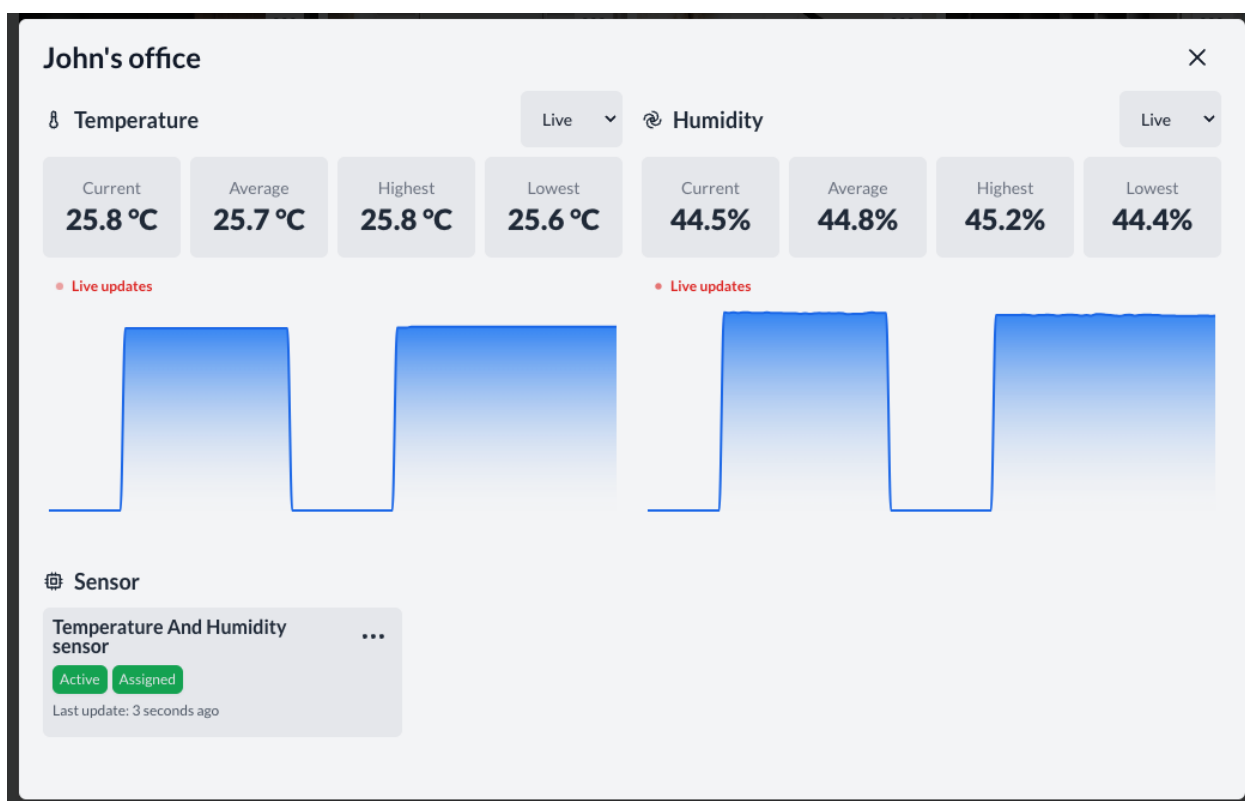 John's office
Temperature
Live
Humidity
Live
Current
25.8 °C
Average
25.7 °C
Highest
25.8 °C
Lowest
25.6 °C
Current
44.5%
Average
44.8%
Highest
45.2%
Lowest
44.4%
Live updates
Live updates
Sensor
Temperature And Humidity
sensor
Active
Assigned
Last update: 3 seconds ago